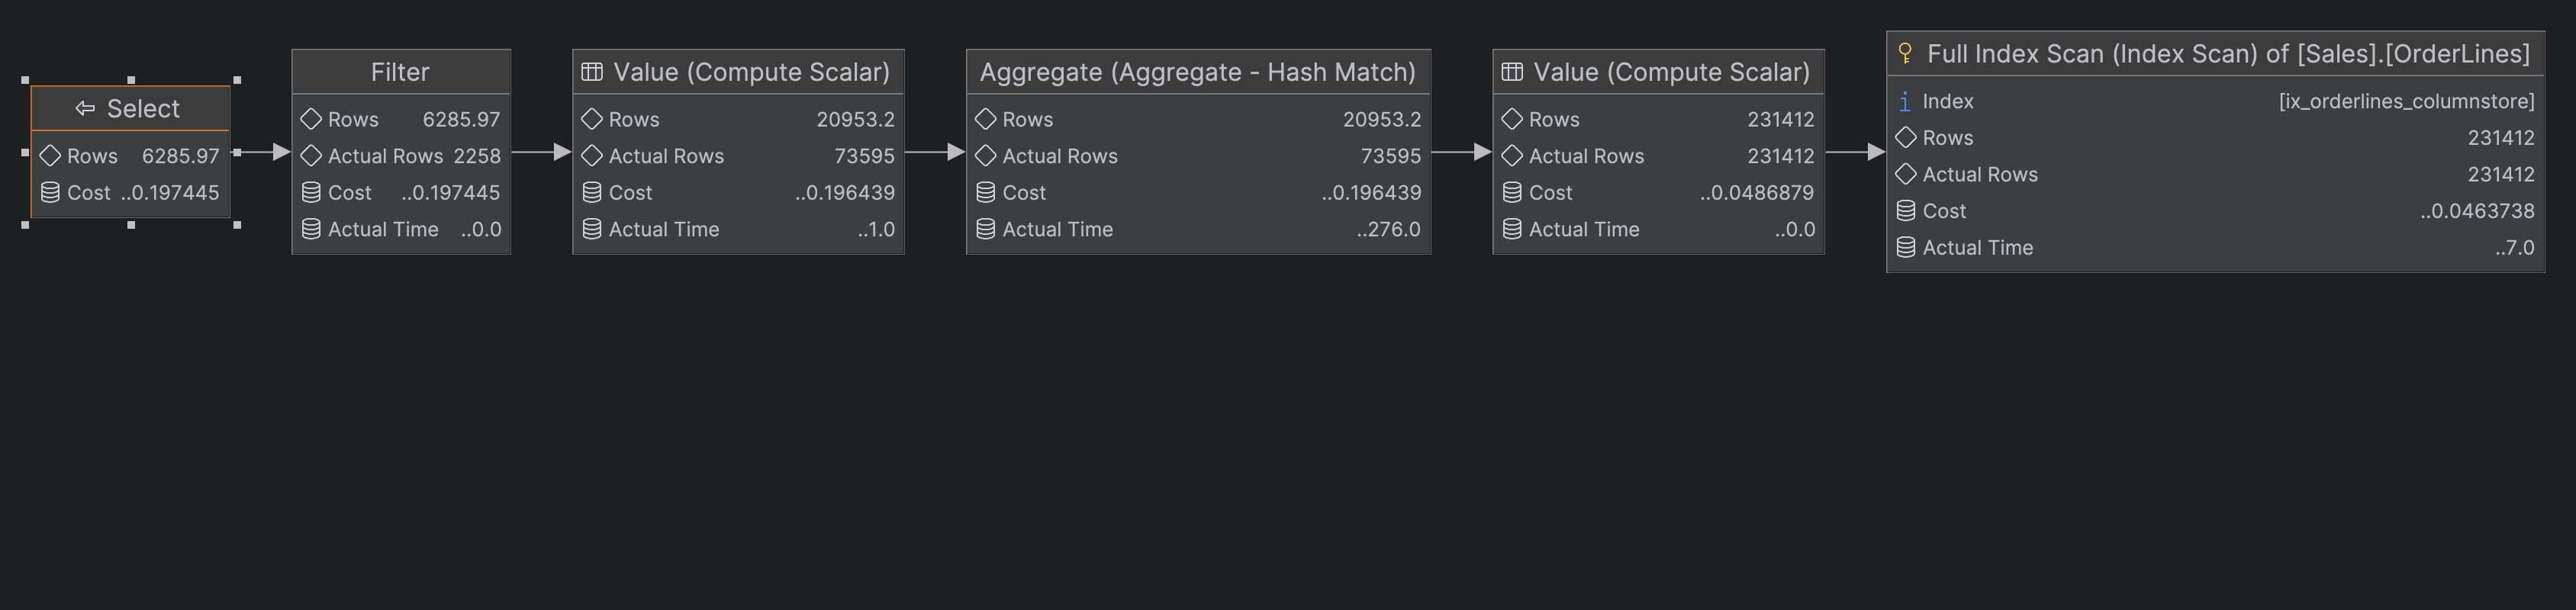 Select
Rows 6285.97
Cost ..0.197445
Filter
Rows 6285.97
Actual Rows 2258
Cost ..0.197445
Actual Time ..0.0
Value (Compute Scalar)
Rows 20953.2
Actual Rows 73595
Cost ..0.196439
Actual Time ..1.0
Aggregate (Aggregate - Hash Match)
Rows 20953.2
Actual Rows 73595
Cost ..0.196439
Actual Time ..276.0
Value (Compute Scalar)
Rows 231412
Actual Rows 231412
Cost ..0.0486879
Actual Time ..0.0
Full Index Scan (Index Scan) of [Sales].[OrderLines]
Index [ix_orderlines_columnstore]
Rows 231412
Actual Rows 231412
Cost ..0.0463738
Actual Time ..7.0